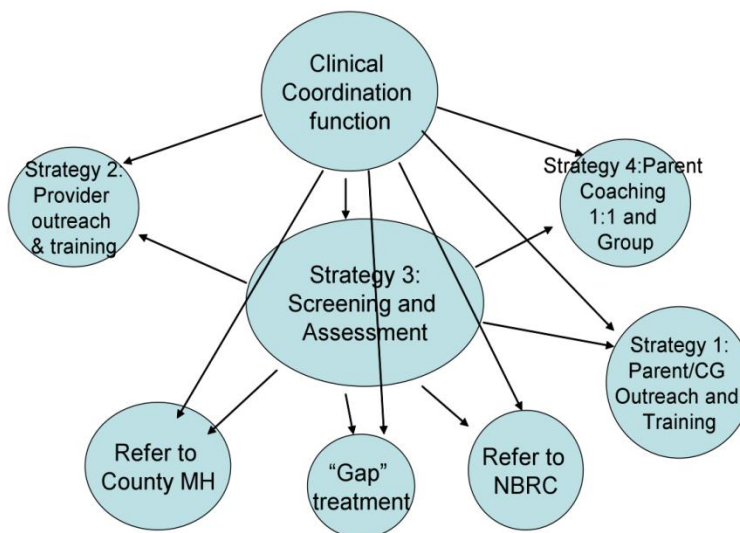 Clinical
Coordination
function
Strategy 2:
Provider
outreach
& training
Strategy 4:Parent
Coaching
1:1 and
Group
Strategy 3:
Screening and
Assessment
Strategy 1:
Parent/CG
Outreach and
Training
Refer to
County MH
“Gap”
treatment
Refer to
NBRC